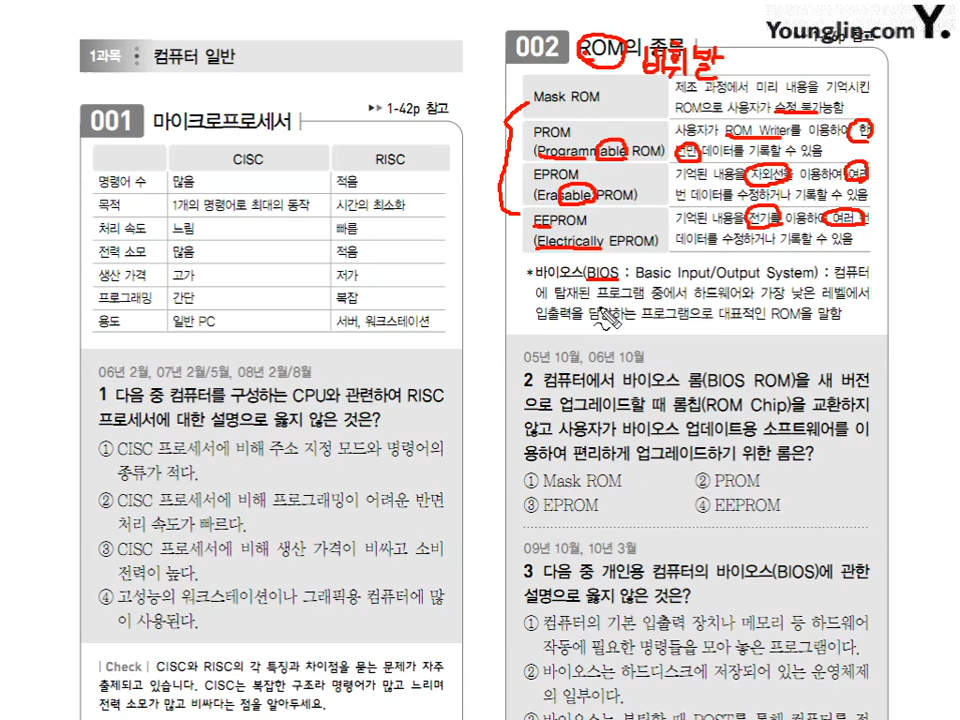 Younglin.com Y.
1과목 컴퓨터 일반
001 마이크로프로세서
▶▶ 1-42p 참고
CISC RISC
명령어 수 많음 적음
목적 1개의 명령어로 최대의 동작 시간의 최소화
처리 속도 느림 빠름
전력 소모 많음 적음
생산 가격 고가 저가
프로그래밍 간단 복잡
용도 일반 PC 서버, 워크스테이션
06년 2월, 07년 2월/5월, 08년 2월/8월
1 다음 중 컴퓨터를 구성하는 CPU와 관련하여 RISC
프로세서에 대한 설명으로 옳지 않은 것은?
① CISC 프로세서에 비해 주소 지정 모드와 명령어의
종류가 적다.
② CISC 프로세서에 비해 프로그래밍이 어려운 반면
처리 속도가 빠르다.
③ CISC 프로세서에 비해 생산 가격이 비싸고 소비
전력이 높다.
④ 고성능의 워크스테이션이나 그래픽용 컴퓨터에 많
이 사용된다.
| Check | CISC와 RISC의 각 특징과 차이점을 묻는 문제가 자주
출제되고 있습니다. CISC는 복잡한 구조라 명령어가 많고 느리며
전력 소모가 많고 비싸다는 점을 알아두세요.
002 ROM의 종류
Mask ROM
제조 과정에서 미리 내용을 기억시킨
ROM으로 사용자가 수정 불가능함
PROM
(Programmable ROM)
사용자가 ROM Writer를 이용하여 한
번만 데이터를 기록할 수 있음
EPROM
(Erasable PROM)
기억된 내용을 자외선을 이용하여 여러
번 데이터를 수정하거나 기록할 수 있음
EEPROM
(Electrically EPROM)
기억된 내용을 전기를 이용하여 여러 번
데이터를 수정하거나 기록할 수 있음
*바이오스(BIOS : Basic Input/Output System) : 컴퓨터
에 탑재된 프로그램 중에서 하드웨어와 가장 낮은 레벨에서
입출력을 담당하는 프로그램으로 대표적인 ROM을 말함
05년 10월, 06년 10월
2 컴퓨터에서 바이오스 롬(BIOS ROM)을 새 버전
으로 업그레이드할 때 롬칩(ROM Chip)을 교환하지
않고 사용자가 바이오스 업데이트용 소프트웨어를 이
용하여 편리하게 업그레이드하기 위한 롬은?
① Mask ROM ② PROM
③ EPROM ④ EEPROM
09년 10월, 10년 3월
3 다음 중 개인용 컴퓨터의 바이오스(BIOS)에 관한
설명으로 옳지 않은 것은?
① 컴퓨터의 기본 입출력 장치나 메모리 등 하드웨어
작동에 필요한 명령들을 모아 놓은 프로그램이다.
② 바이오스는 하드디스크에 저장되어 있는 운영체제
의 일부이다.